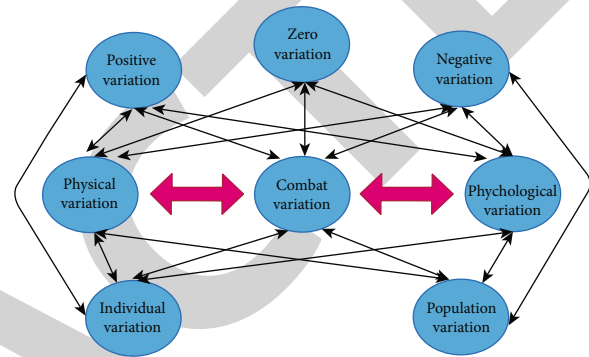 Positive
variation
Zero
variation
Negative
variation
Physical
variation
Combat
variation
Phychological
variation
Individual
variation
Population
variation